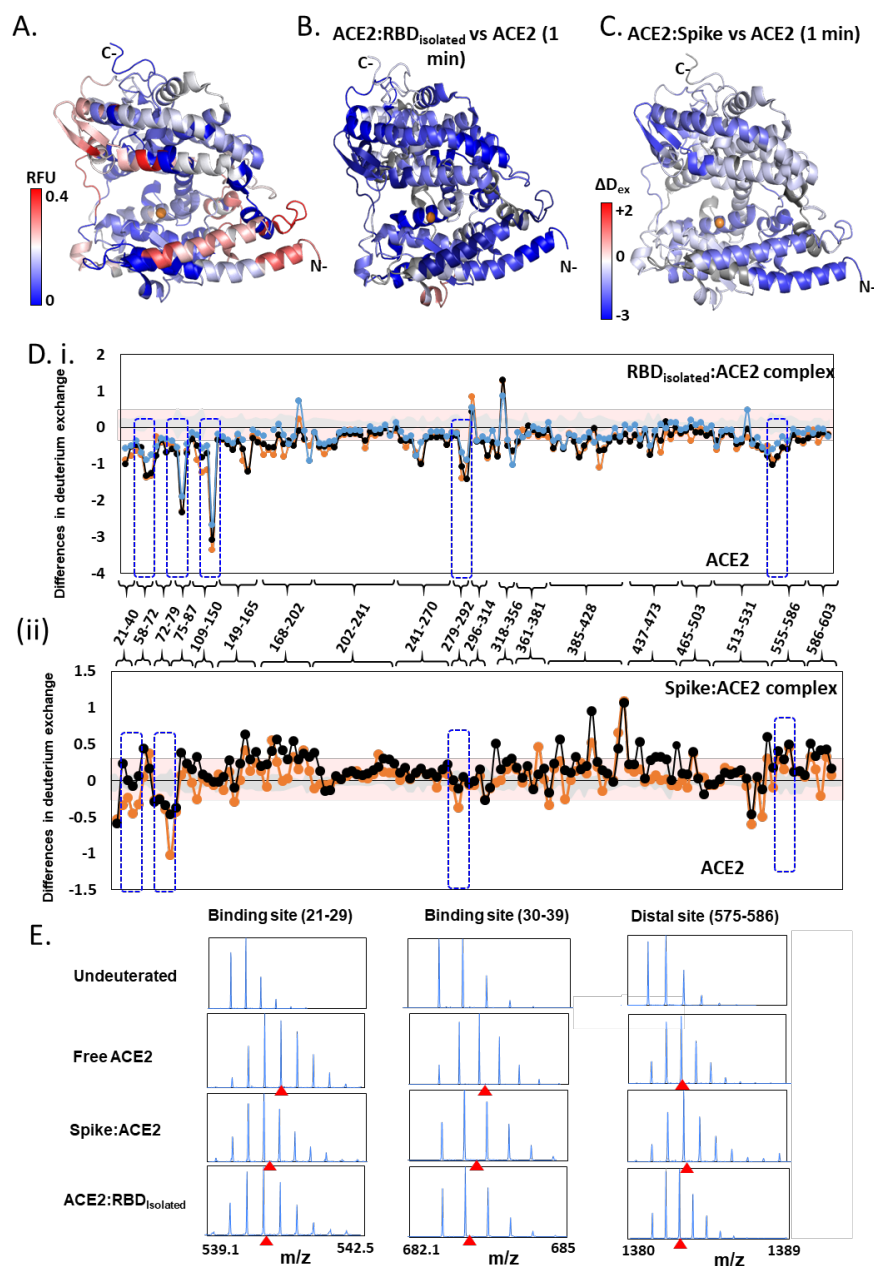 A.
B.
ACE2:RBDisolated vs ACE2 (1 min)
C.
ACE2:Spike vs ACE2 (1 min)
C-
C-
C-
RFU
0.4
0
N-
ΔDex
+2
0
-3
N-
D. i.
2
1
0
-1
-2
-3
-4
Differences in deuterium exchange
RBDisolated:ACE2 complex
ACE2
21-40
58-72
72-79
75-87
109-150
149-165
168-202
202-241
241-270
279-292
296-314
318-356
361-381
385-428
437-473
465-503
513-531
555-586
586-603
(ii)
1.5
1
0.5
0
-0.5
-1
-1.5
Differences in deuterium exchange
Spike:ACE2 complex
ACE2
E.
Binding site (21-29)
Binding site (30-39)
Distal site (575-586)
Undeuterated
Free ACE2
Spike:ACE2
ACE2:RBDIsolated
539.1
542.5
m/z
682.1
685
m/z
1380
1389
m/z